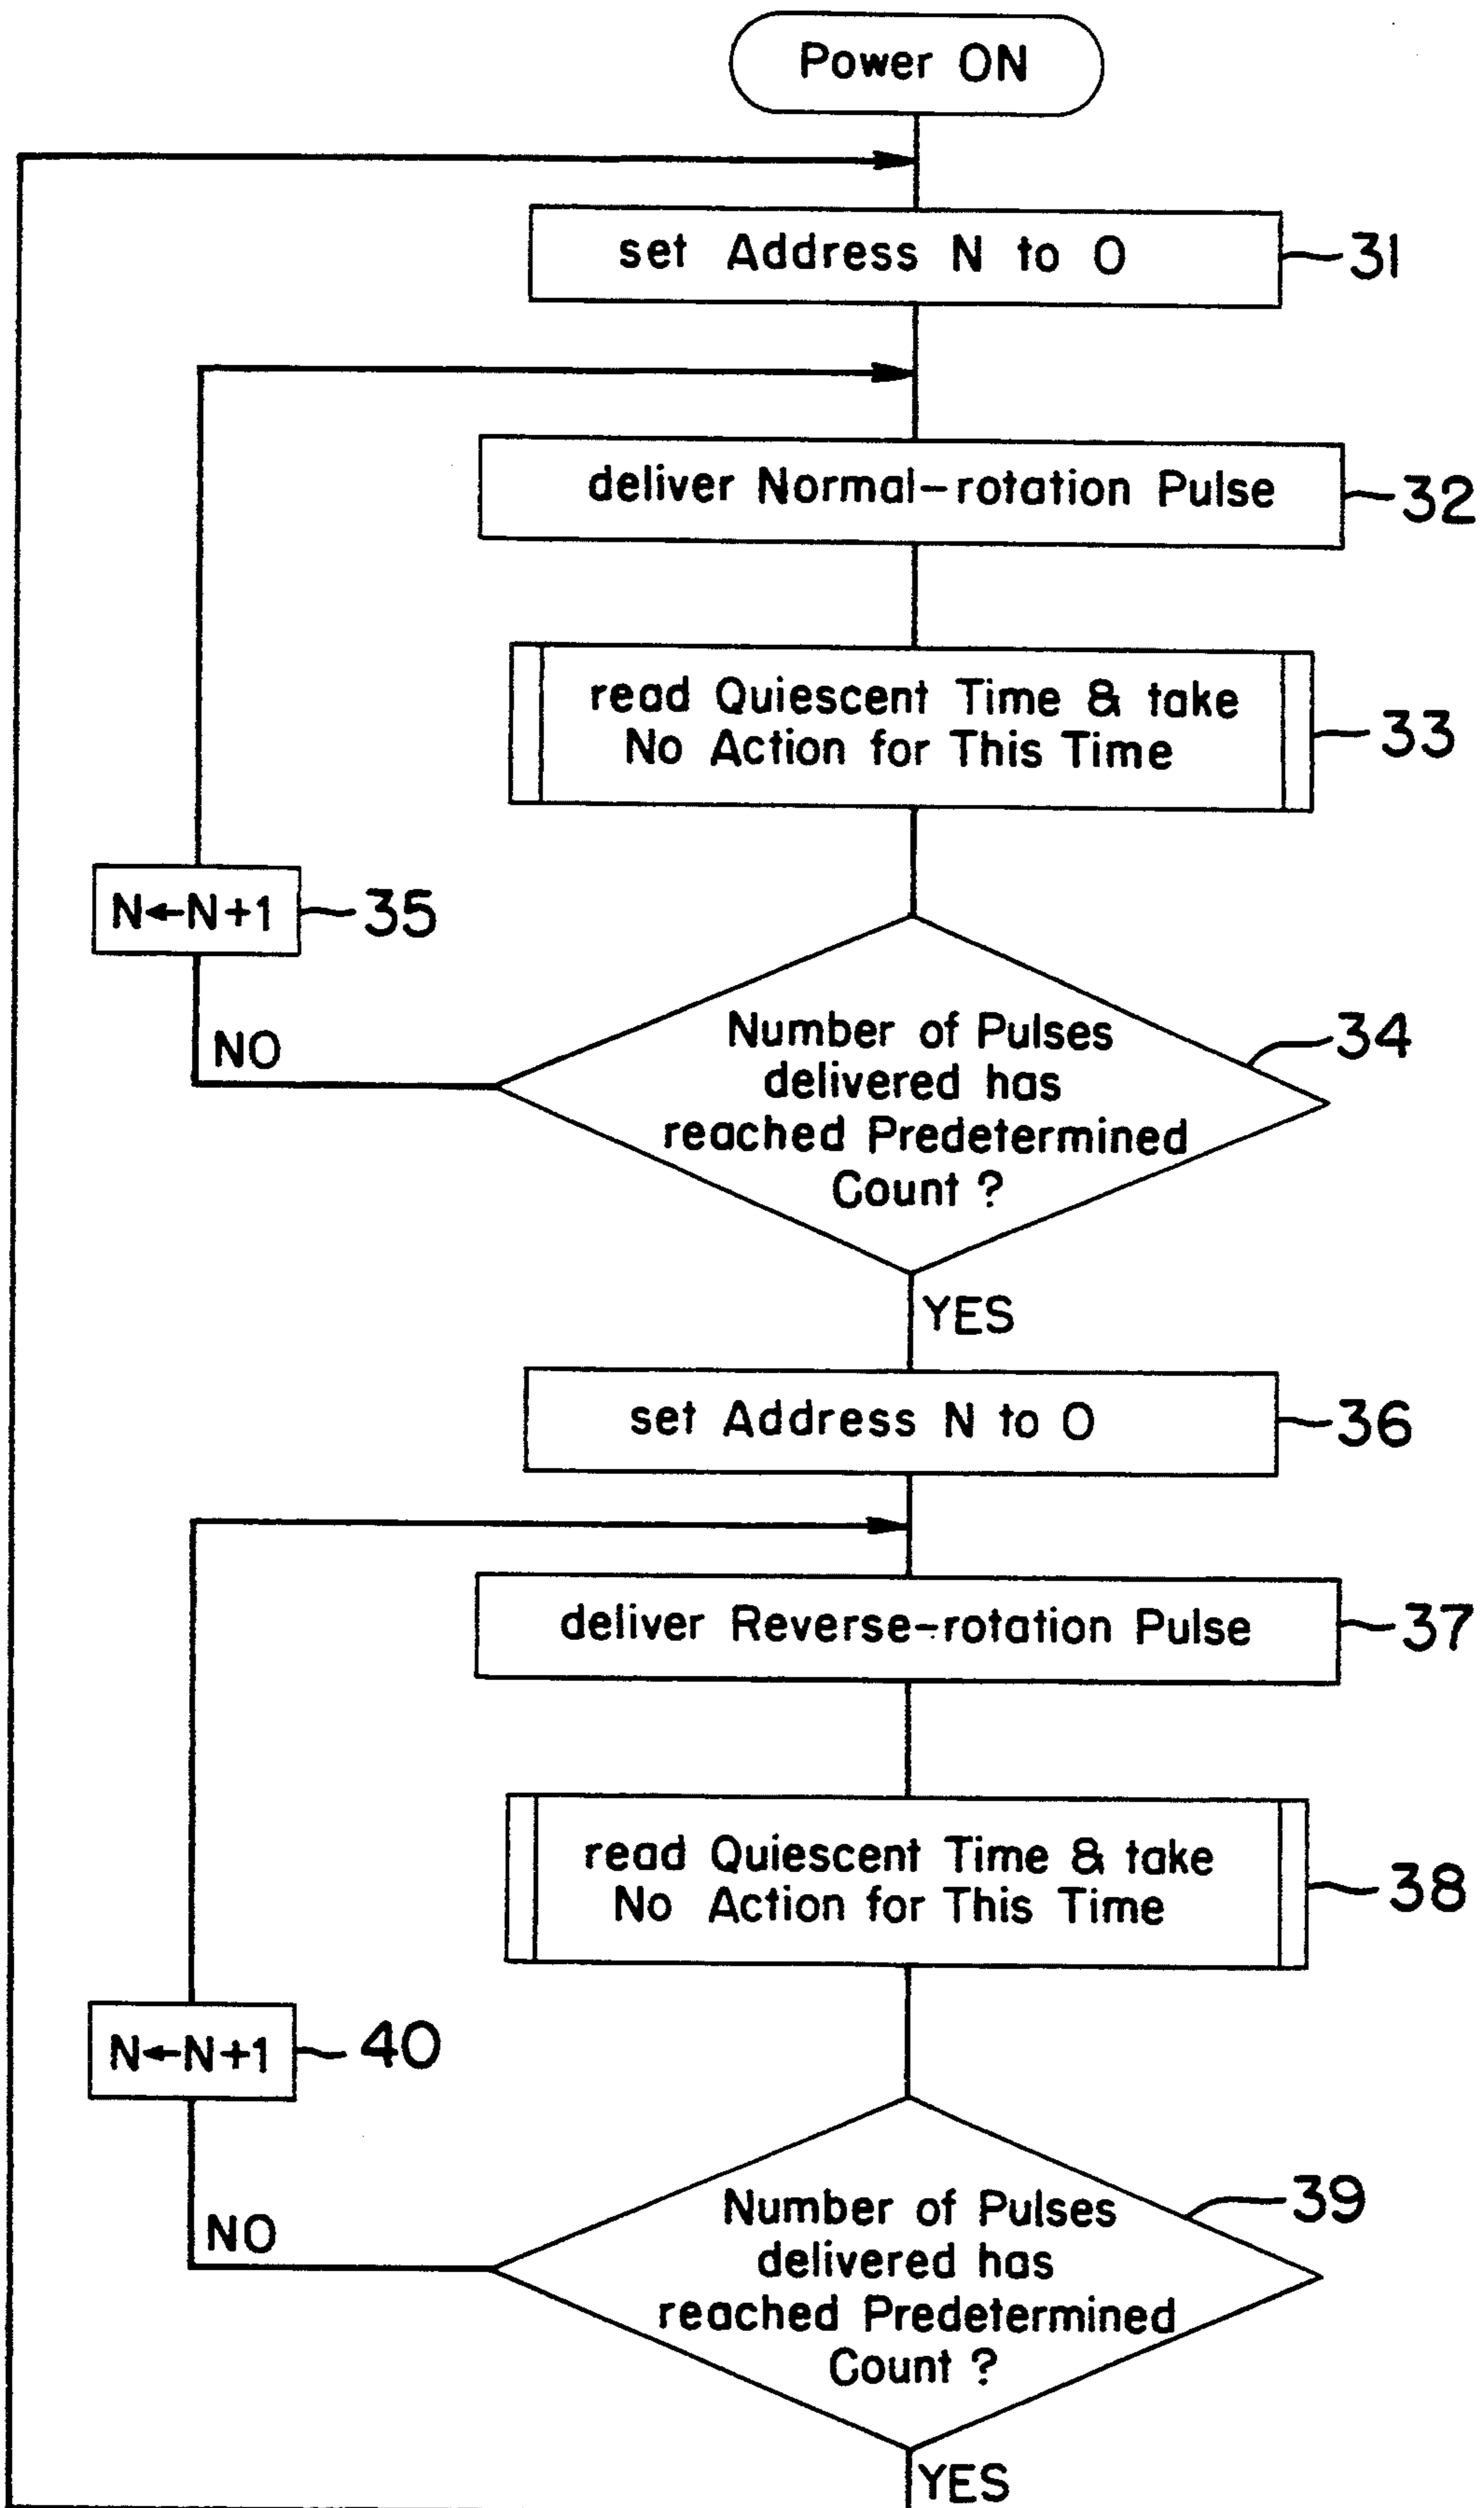 Power ON
set Address N to O
31
deliver Normal-rotation Pulse
32
read Quiescent Time & take
No Action for This Time
33
N←N+1
35
NO
Number of Pulses
delivered has
reached Predetermined
Count ?
34
YES
set Address N to O
36
deliver Reverse-rotation Pulse
37
read Quiescent Time & take
No Action for This Time
38
N←N+1
40
NO
Number of Pulses
delivered has
reached Predetermined
Count ?
39
YES